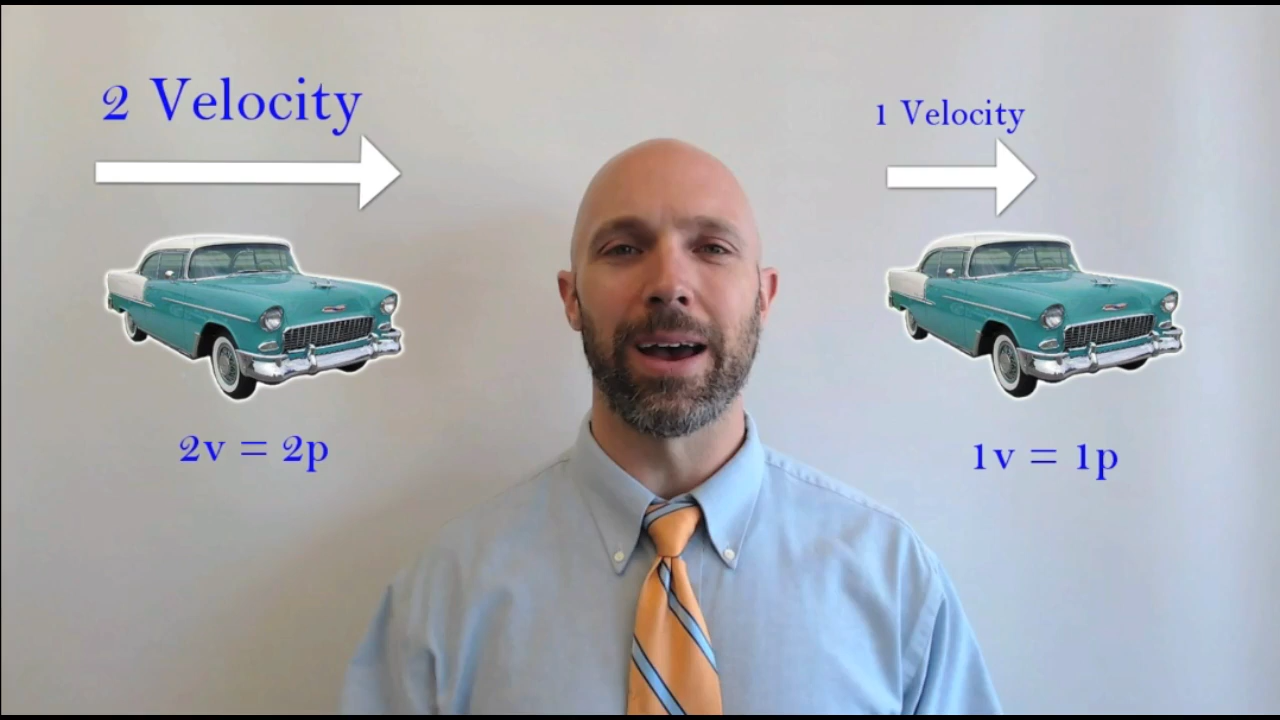 2 Velocity
1 Velocity
2v = 2p
1v = 1p